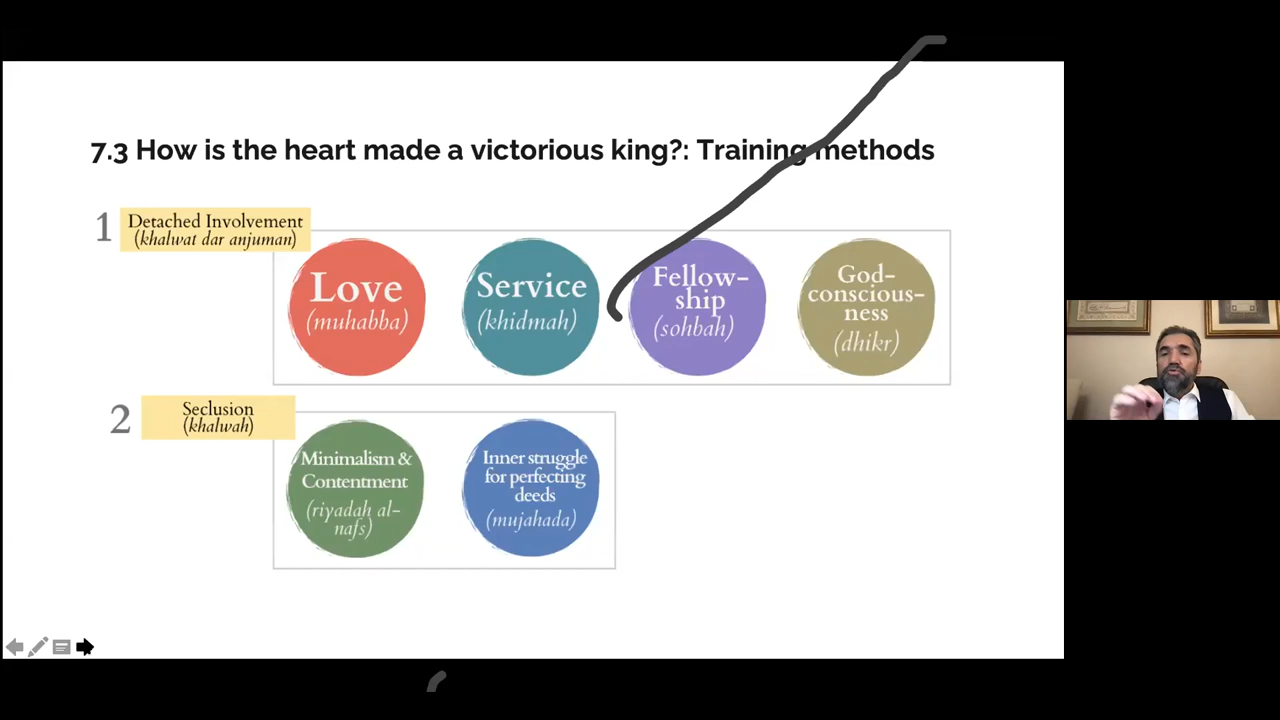 7.3 How is the heart made a victorious king?: Training methods
1
Detached Involvement
(khalwat dar anjuman)
Love
(muhabba)
Service
(khidmah)
Fellow-
ship
(sohbah)
God-
conscious-
ness
(dhikr)
2
Seclusion
(khalwah)
Minimalism &
Contentment
(riyadah al-
nafs)
Inner struggle
for perfecting
deeds
(mujahada)